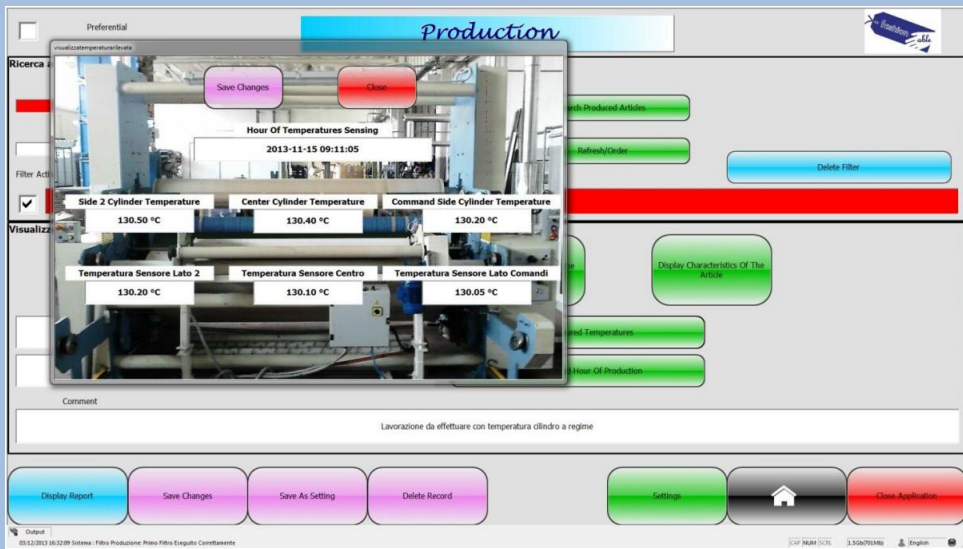 Preferential
Production
visualizzatemperaturarilevata
Ricerca a
Save Changes
Close
rch Produced Articles
Hour Of Temperatures Sensing
2013-11-15 09:11:05
Refresh/Order
Delete Filter
Filter Acti
Side 2 Cylinder Temperature
Center Cylinder Temperature
Command Side Cylinder Temperature
130.50 °C
130.40 °C
130.20 °C
Visualizz
Display Characteristics Of The
Article
Temperatura Sensore Lato 2
Temperatura Sensore Centro
Temperatura Sensore Lato Comandi
130.20 °C
130.10 °C
130.05 °C
ured Temperatures
d Hour Of Production
Comment
Lavorazione da effettuare con temperatura cilindro a regime
Display Report
Save Changes
Save As Setting
Delete Record
Settings
Close Application
Output
03/12/2013 16:32:09 Sistema : Filtro Produzione: Primo Filtro Eseguito Correttamente
CAP NUM SCRL
1.5Gb(701Mb)
English